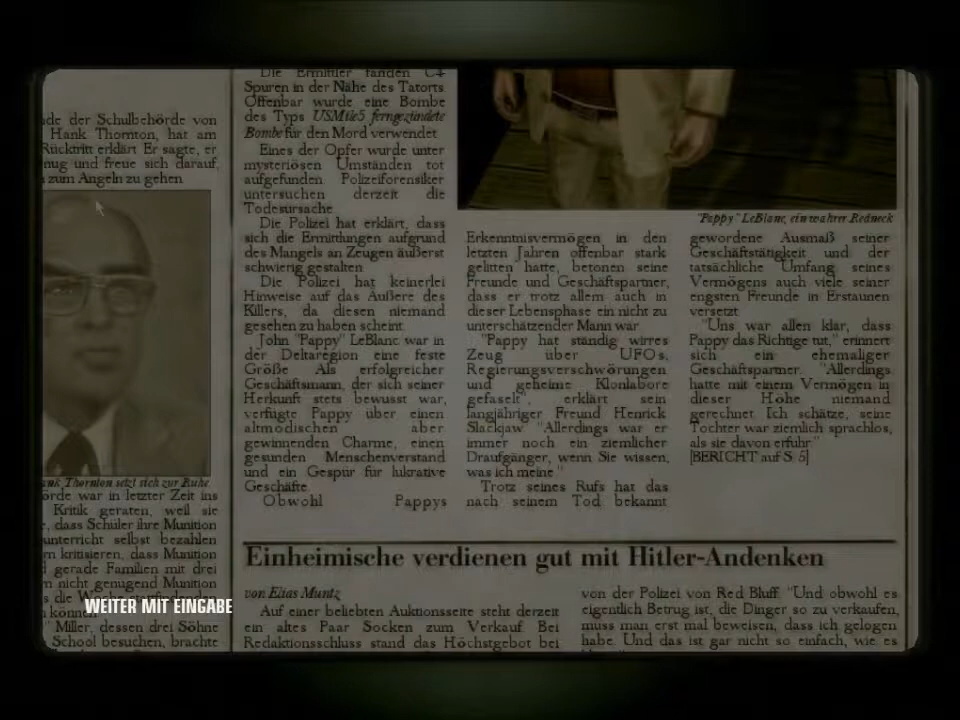 nde der Schulbehörde von
Hank Thornton, hat am
Rücktritt erklärt Er sagte, er
nug und freue sich darauf,
zum Angeln zu gehen
ank Thornton setzt sich zur Ruhe
örde war in letzter Zeit ins
Kritik geraten, weil sie
, dass Schüler ihre Munition
unterricht selbst bezahlen
m kritisieren, dass Munition
gerade Familien mit drei
m nicht genügend Munition
s die Woche
könne
WEITER MIT EINGABE
" Miller, dessen drei Söhne
School besuchen, brachte
Die Ermittler fanden C4
Spuren in der Nähe des Tatorts
Offenbar wurde eine Bombe
des Typs USMile5 ferngezündete
Bombe für den Mord verwendet
Eines der Opfer wurde unter
mysteriösen Umständen tot
aufgefunden. Polizeiforensiker
untersuchen derzeit die
Todesursache
Die Polizei hat erklärt, dass
sich die Ermittlungen aufgrund
des Mangels an Zeugen äußerst
schwierig gestalten
Die Polizei hat keinerlei
Hinweise auf das Äußere des
Killers, da diesen niemand
gesehen zu haben scheint
John "Pappy" LeBlanc war in
der Deltaregion eine feste
Größe Als erfolgreicher
Geschäftsmann, der sich seiner
Herkunft stets bewusst war,
verfügte Pappy über einen
altmodischen aber
gewinnenden Charme, einen
gesunden Menschenverstand
und ein Gespür für lukrative
Geschäfte
Obwohl Pappys
"Pappy" LeBlanc, ein wahrer Redneck
Erkenntnisvermögen in den
letzten Jahren offenbar stark
gelitten hatte, betonen seine
Freunde und Geschäftspartner,
dass er trotz allem auch in
dieser Lebensphase ein nicht zu
unterschätzender Mann war
"Pappy hat ständig wirres
Zeug über UFOs,
Regierungsverschwörungen
und geheime Klonlabore
gefaselt", erklärt sein
langjähriger Freund Henrick
Slackjaw "Allerdings war er
immer noch ein ziemlicher
Draufgänger, wenn Sie wissen,
was ich meine"
Trotz seines Rufs hat das
nach seinem Tod bekannt
gewordene Ausmaß seiner
Geschäftstätigkeit und der
tatsächliche Umfang seines
Vermögens auch viele seiner
engsten Freunde in Erstaunen
versetzt
"Uns war allen klar, dass
Pappy das Richtige tut," erinnert
sich ein ehemaliger
Geschäftspartner. "Allerdings
hatte mit einem Vermögen in
dieser Höhe niemand
gerechnet Ich schätze, seine
Tochter war ziemlich sprachlos,
als sie davon erfuhr"
[BERICHT auf S. 5]
Einheimische verdienen gut mit Hitler-Andenken
von Elias Muntz
Auf einer beliebten Auktionsseite steht derzeit
ein altes Paar Socken zum Verkauf. Bei
Redaktionsschluss stand das Höchstgebot bei
von der Polizei von Red Bluff. "Und obwohl es
eigentlich Betrug ist, die Dinger so zu verkaufen,
muss man erst mal beweisen, dass ich gelogen
habe. Und das ist gar nicht so einfach, wie es